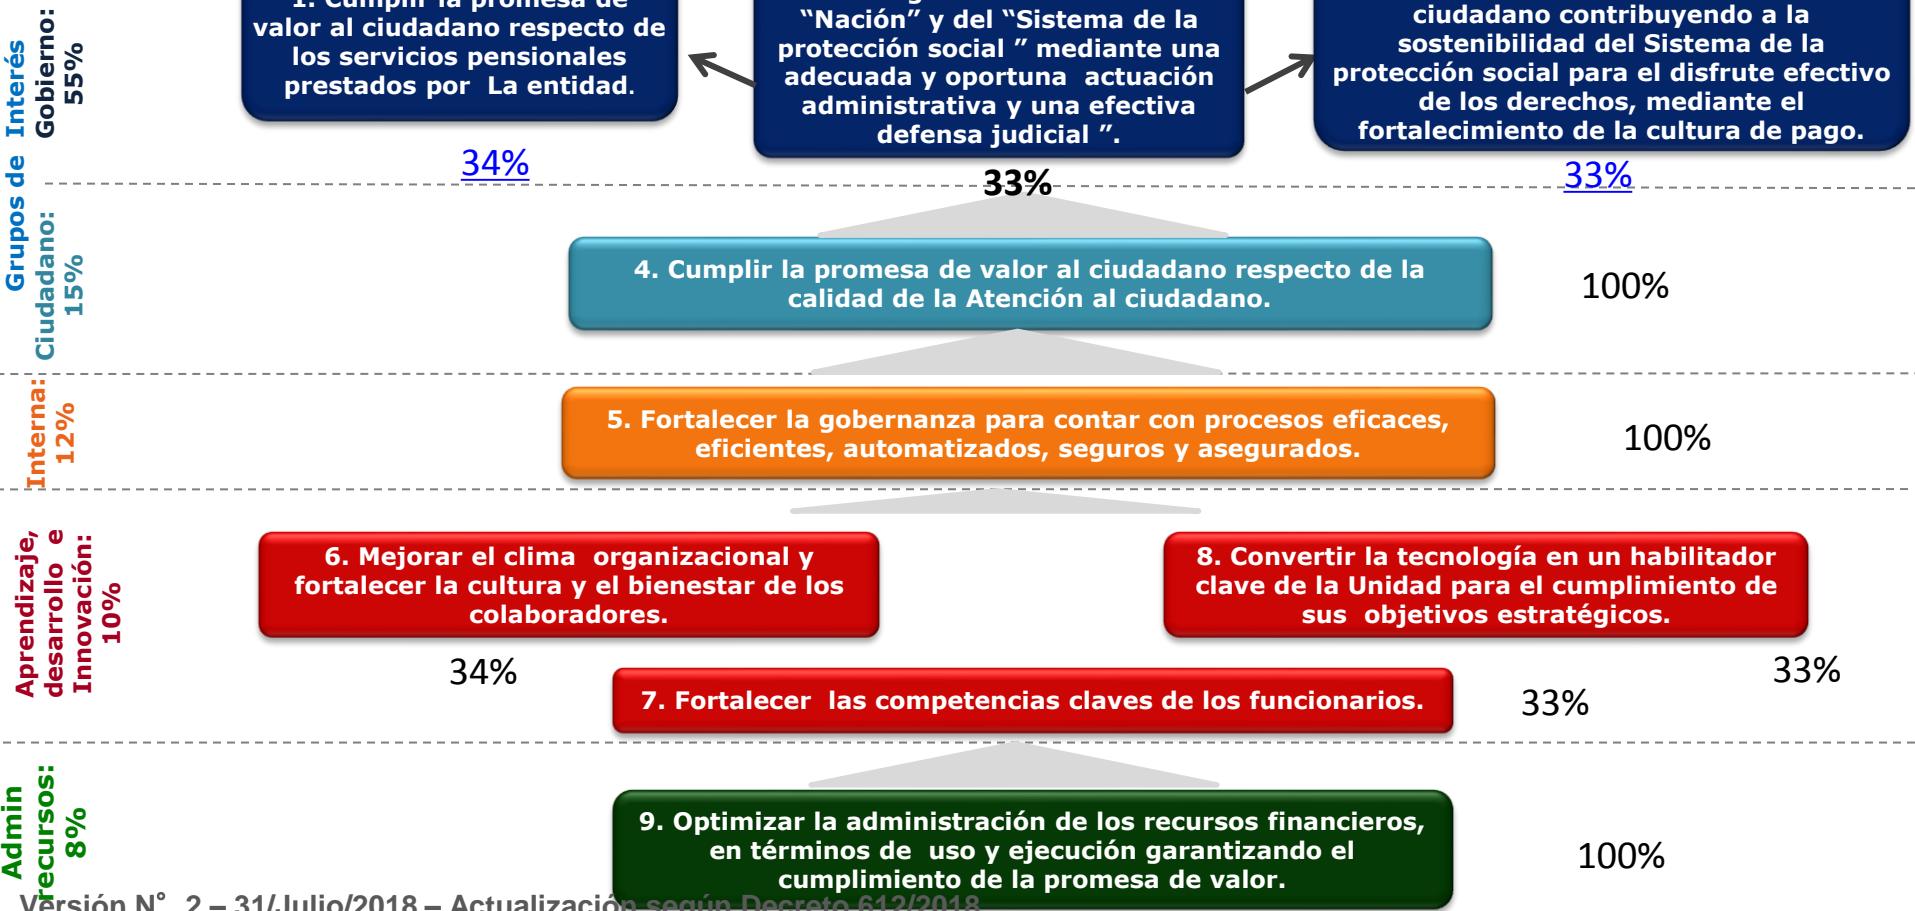 Grupos de Interés
Gobierno:
55%
1. Cumplir la promesa de
valor al ciudadano respecto de
los servicios pensionales
prestados por La entidad.
34%
“Nación” y del “Sistema de la
protección social ” mediante una
adecuada y oportuna actuación
administrativa y una efectiva
defensa judicial ”.
33%
ciudadano contribuyendo a la
sostenibilidad del Sistema de la
protección social para el disfrute efectivo
de los derechos, mediante el
fortalecimiento de la cultura de pago.
33%
Ciudadano:
15%
4. Cumplir la promesa de valor al ciudadano respecto de la
calidad de la Atención al ciudadano.
100%
Interna:
12%
5. Fortalecer la gobernanza para contar con procesos eficaces,
eficientes, automatizados, seguros y asegurados.
100%
Aprendizaje,
desarrollo e
Innovación:
10%
6. Mejorar el clima organizacional y
fortalecer la cultura y el bienestar de los
colaboradores.
34%
8. Convertir la tecnología en un habilitador
clave de la Unidad para el cumplimiento de
sus objetivos estratégicos.
33%
7. Fortalecer las competencias claves de los funcionarios.
33%
Admin
recursos:
8%
9. Optimizar la administración de los recursos financieros,
en términos de uso y ejecución garantizando el
cumplimiento de la promesa de valor.
100%
Versión N° 2 – 31/Julio/2018 – Actualización según Decreto 612/2018